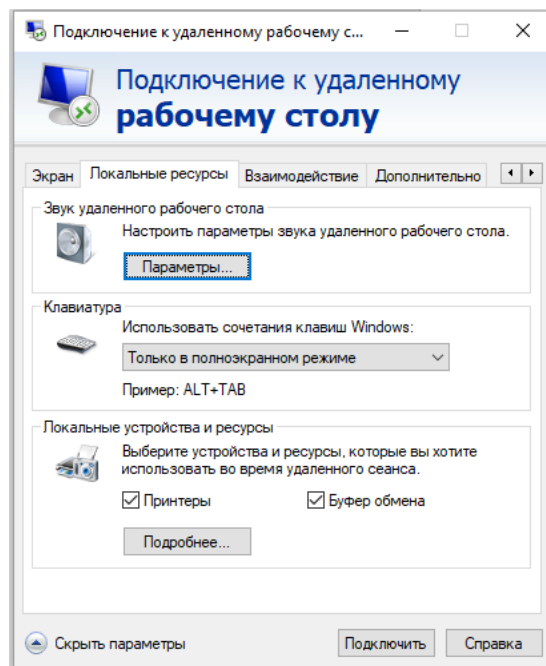 Подключение к удаленному рабочему с...
Подключение к удаленному
рабочему столу
Экран Локальные ресурсы Взаимодействие Дополнительно
Звук удаленного рабочего стола
Настроить параметры звука удаленного рабочего стола.
Параметры...
Клавиатура
Использовать сочетания клавиш Windows:
Только в полноэкранном режиме
Пример: ALT+TAB
Локальные устройства и ресурсы
Выберите устройства и ресурсы, которые вы хотите
использовать во время удаленного сеанса.
Принтеры Буфер обмена
Подробнее...
Скрыть параметры Подключить Справка